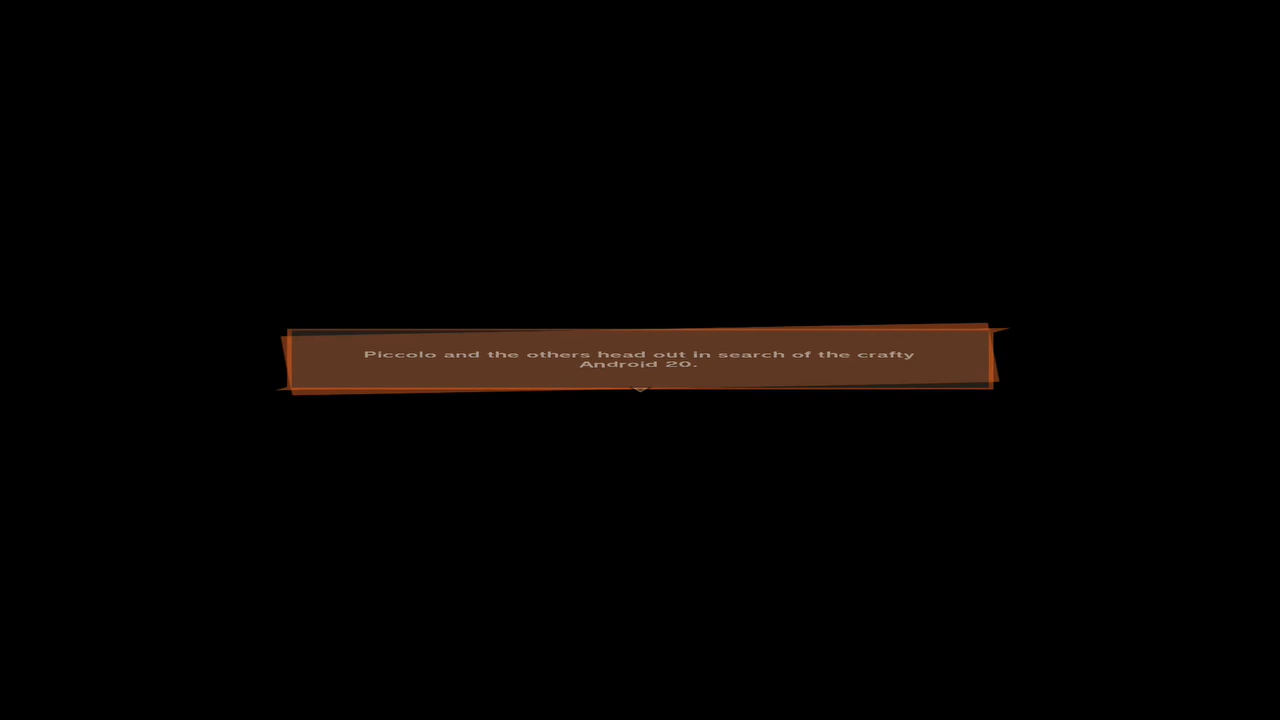 Piccolo and the others head out in search of the crafty
Android 20.